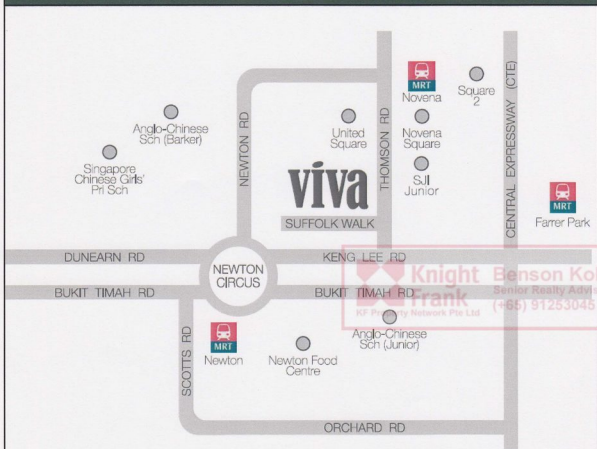 MRT
Novena
Square
2
CENTRAL EXPRESSWAY (CTE)
Anglo-Chinese
Sch (Barker)
NEWTON RD
United
Square
THOMSON RD
Novena
Square
Singapore
Chinese Girls'
Pri Sch
viva
SUFFOLK WALK
SJI
Junior
MRT
Farrer Park
DUNEARN RD
NEWTON
CIRCUS
KENG LEE RD
BUKIT TIMAH RD
BUKIT TIMAH RD
Knight
Frank
KF Property Network Pte Ltd
Benson Koh
Senior Realty Advis
(+65) 91253045
SCOTTS RD
MRT
Newton
Newton Food
Centre
Anglo-Chinese
Sch (Junior)
ORCHARD RD